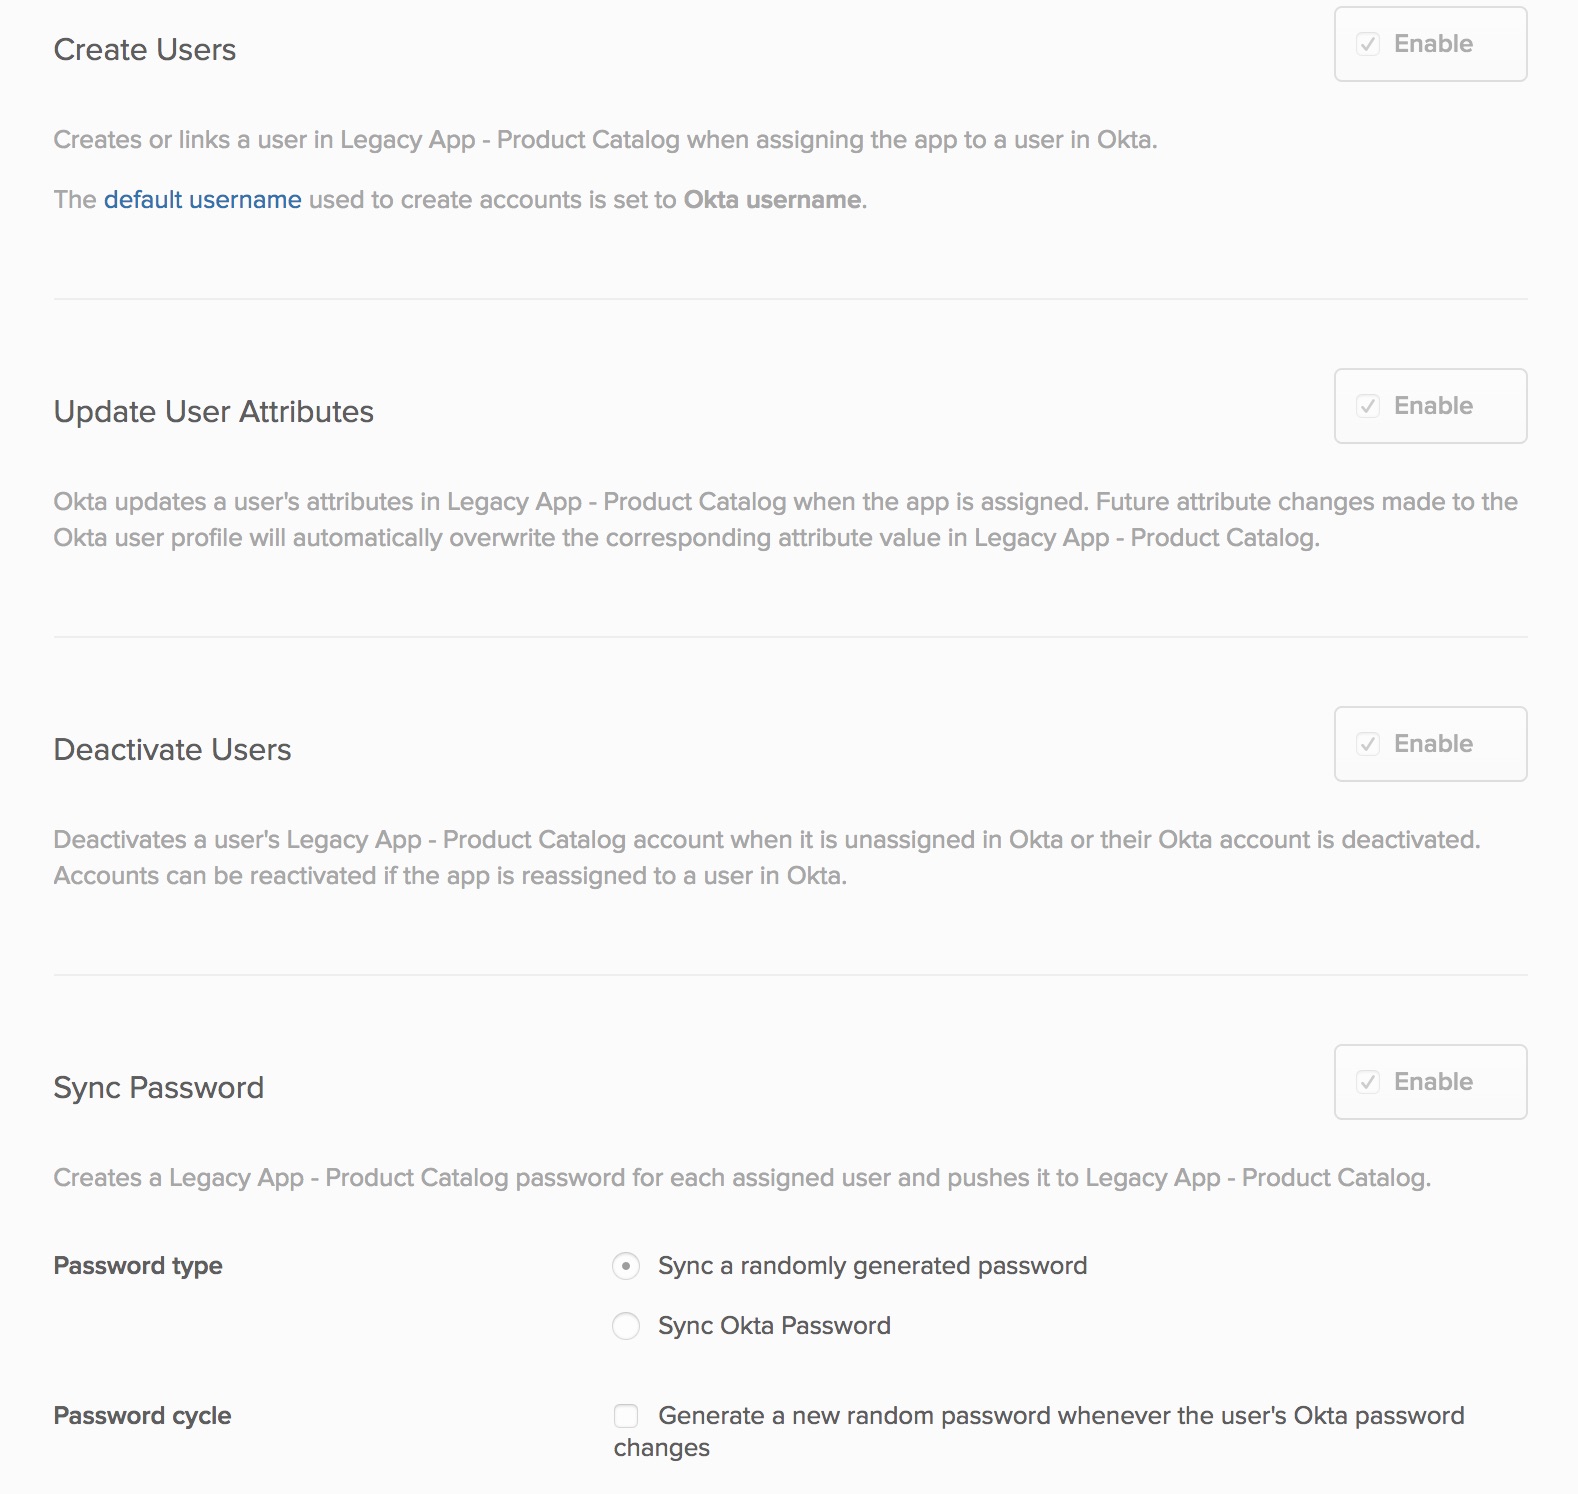 Create Users
Enable
Creates or links a user in Legacy App - Product Catalog when assigning the app to a user in Okta.
The default username used to create accounts is set to Okta username.
Update User Attributes
Enable
Okta updates a user's attributes in Legacy App - Product Catalog when the app is assigned. Future attribute changes made to the
Okta user profile will automatically overwrite the corresponding attribute value in Legacy App - Product Catalog.
Deactivate Users
Enable
Deactivates a user's Legacy App - Product Catalog account when it is unassigned in Okta or their Okta account is deactivated.
Accounts can be reactivated if the app is reassigned to a user in Okta.
Sync Password
Enable
Creates a Legacy App - Product Catalog password for each assigned user and pushes it to Legacy App - Product Catalog.
Password type
Sync a randomly generated password
Sync Okta Password
Password cycle
Generate a new random password whenever the user's Okta password
changes